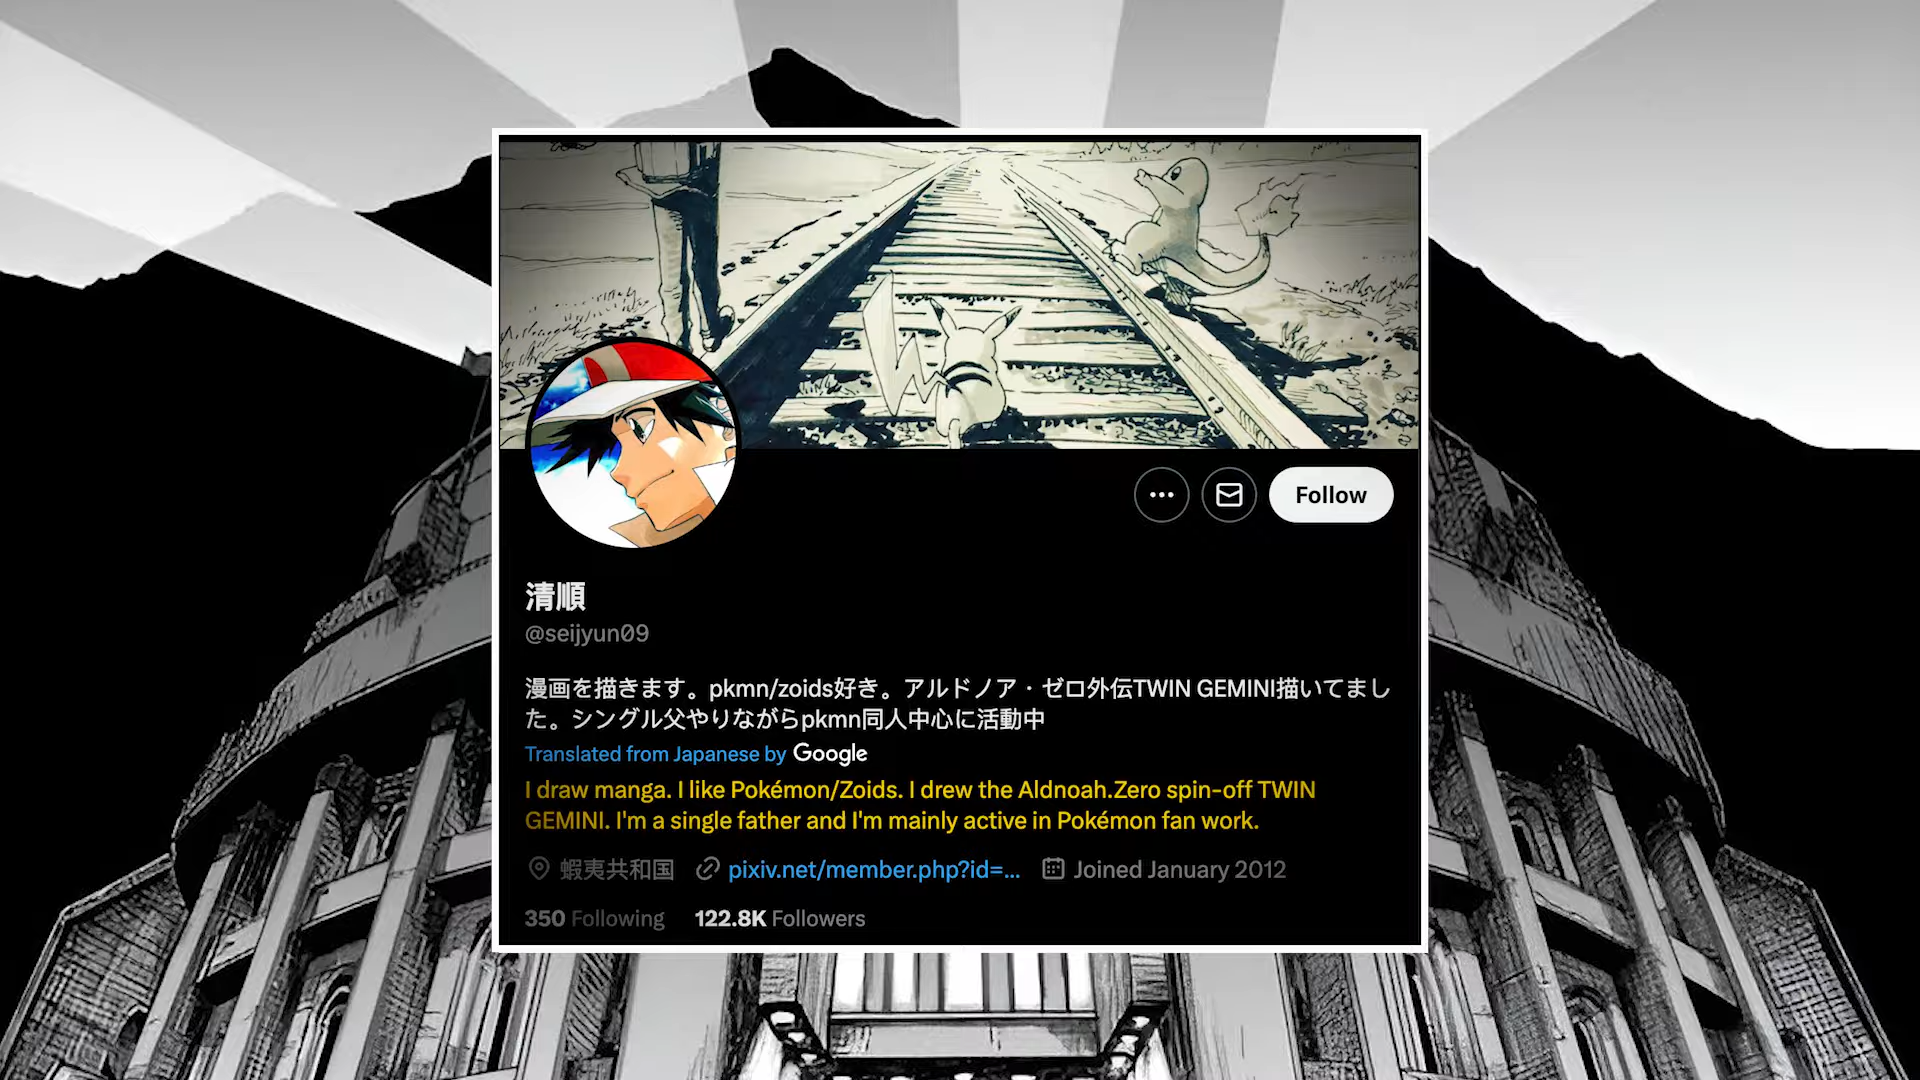 Follow
清順
@seijyun09
漫画を描きます。pkmn/zoids好き。アルドノア・ゼロ外伝TWIN GEMINI描いてまし
た。シングル父やりながらpkmn同人中心に活動中
Translated from Japanese by Google
I draw manga. I like Pokémon/Zoids. I drew the Aldnoah.Zero spin-off TWIN
GEMINI. I'm a single father and I'm mainly active in Pokémon fan work.
蝦夷共和国 pixiv.net/member.php?id=... Joined January 2012
350 Following 122.8K Followers